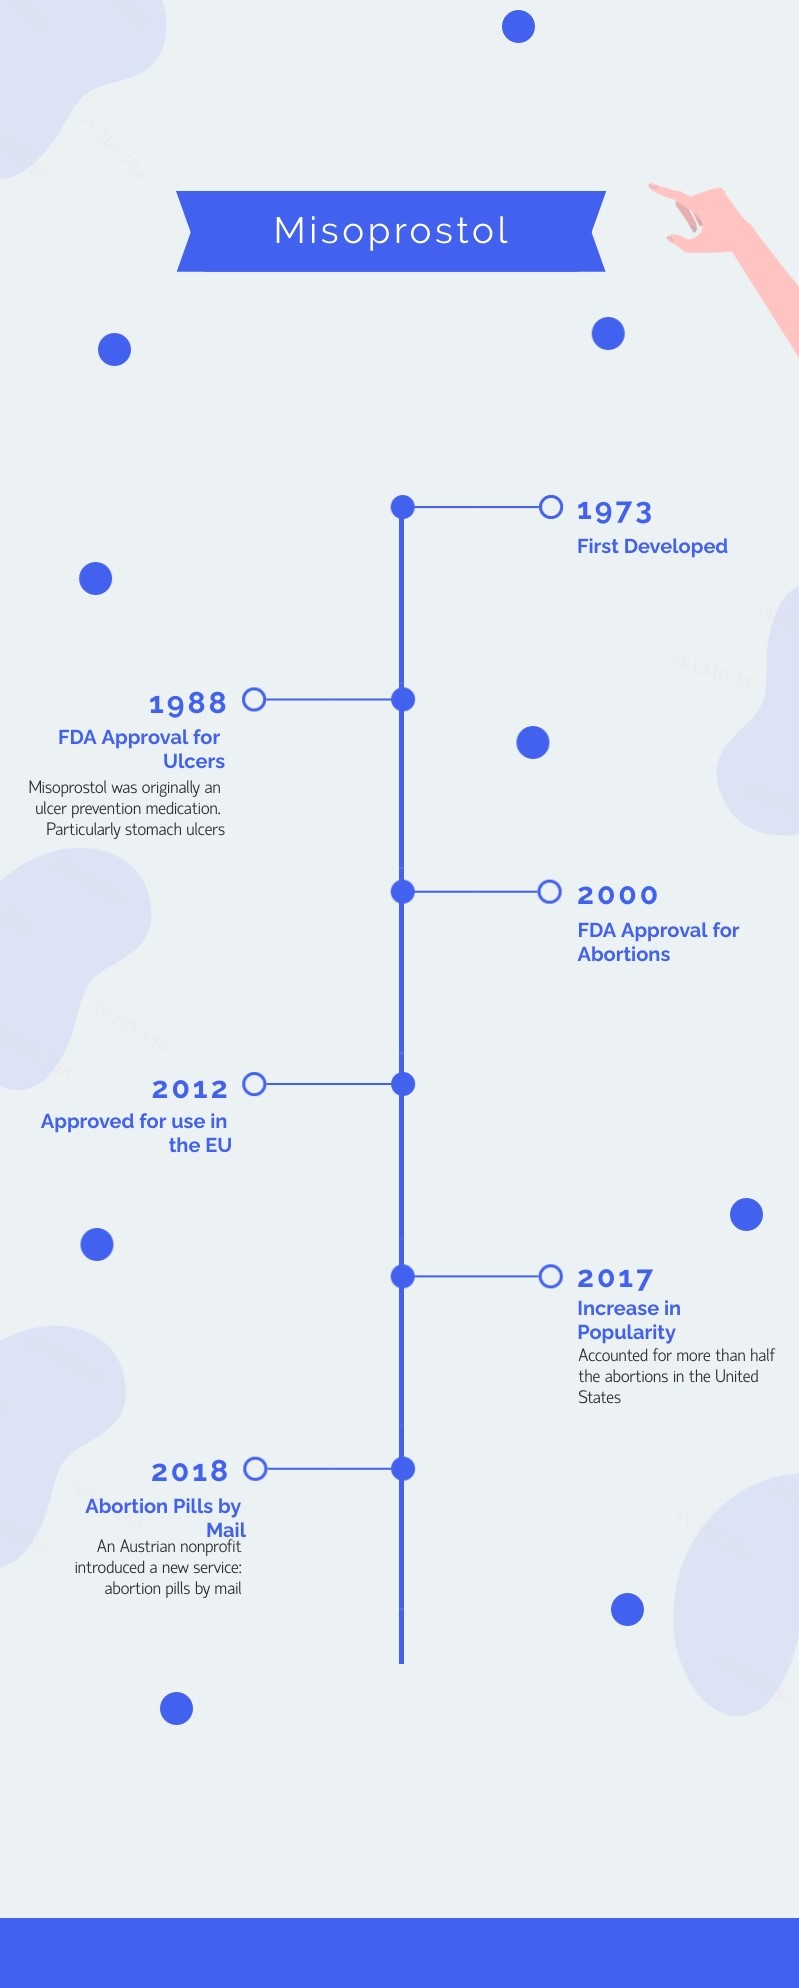 Misoprostol
1973
First Developed
1988
FDA Approval for
Ulcers
Misoprostol was originally an
ulcer prevention medication.
Particularly stomach ulcers
2000
FDA Approval for
Abortions
2012
Approved for use in
the EU
2017
Increase in
Popularity
Accounted for more than half
the abortions in the United
States
2018
Abortion Pills by
Mail
An Austrian nonprofit
introduced a new service:
abortion pills by mail
PREMIUM